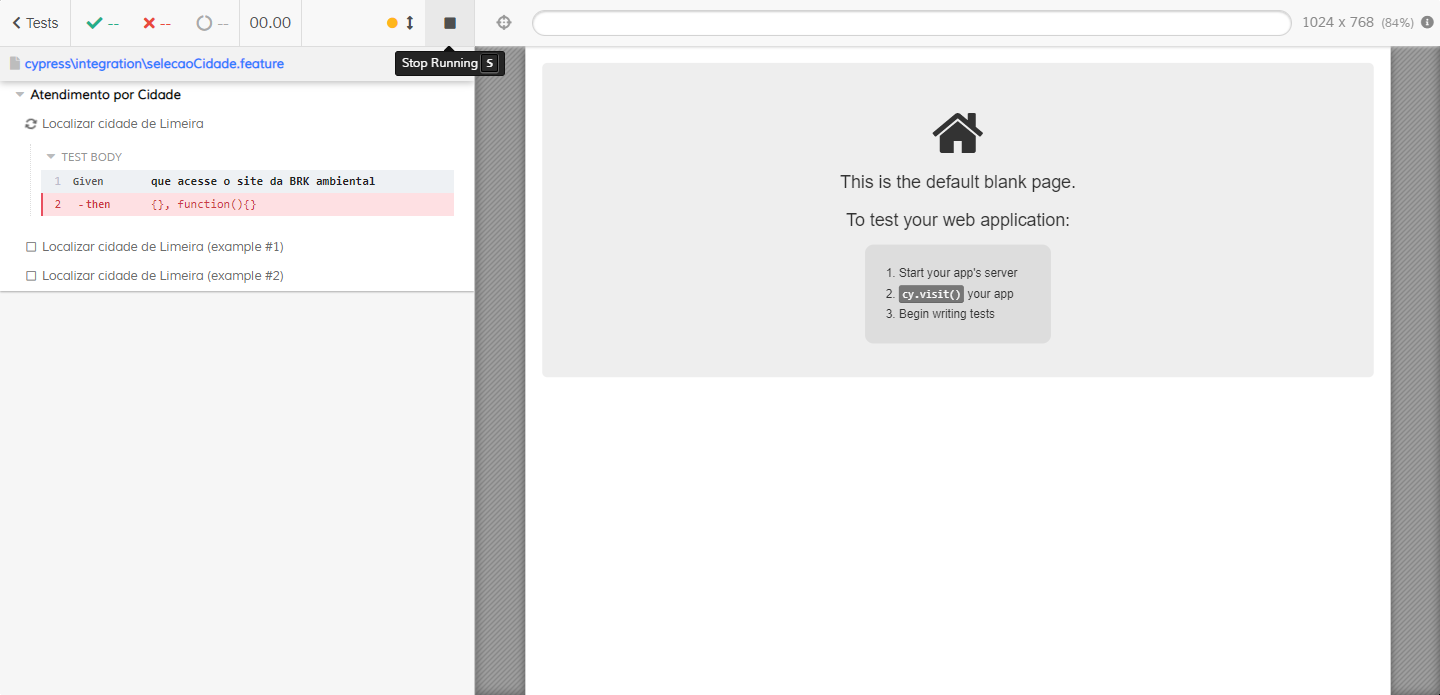 Tests
--
--
--
00.00
1024 x 768 (84%)
Stop Running S
cypress\integration\selecaoCidade.feature
Atendimento por Cidade
Localizar cidade de Limeira
TEST BODY
1 Given que acesse o site da BRK ambiental
2 -then {}, function(){}
Localizar cidade de Limeira (example #1)
Localizar cidade de Limeira (example #2)
This is the default blank page.
To test your web application:
1. Start your app's server
2. cy.visit() your app
3. Begin writing tests